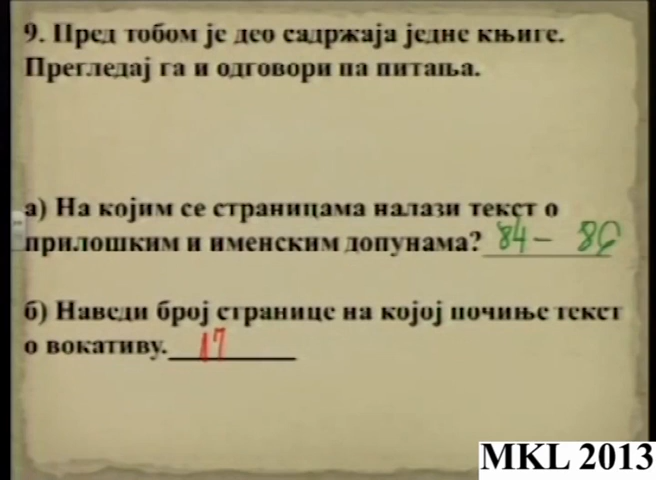 9. Пред тобом је део садржаја једне књиге.
Прегледај га и одговори на питања.
а) На којим се страницама налази текст о
прилошким и именским допунама? 84 – 86
б) Наведи број странице на којој почиње текст
о вокативу. 17
MKL 2013